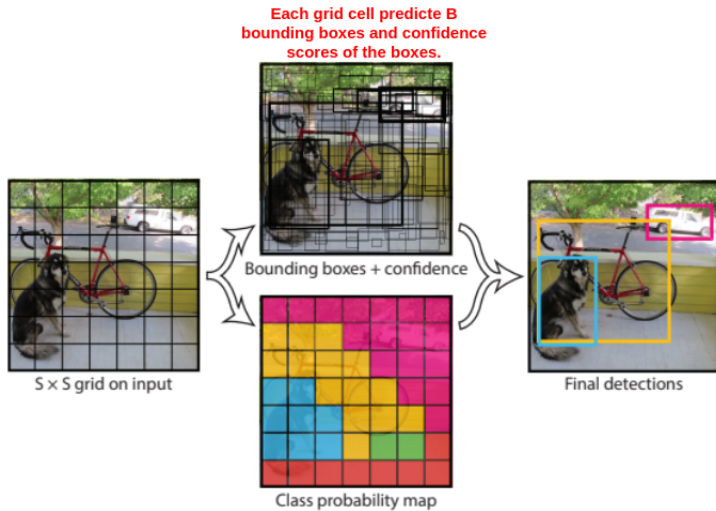 Each grid cell predicte B
bounding boxes and confidence
scores of the boxes.
Bounding boxes + confidence
S × S grid on input
Final detections
Class probability map